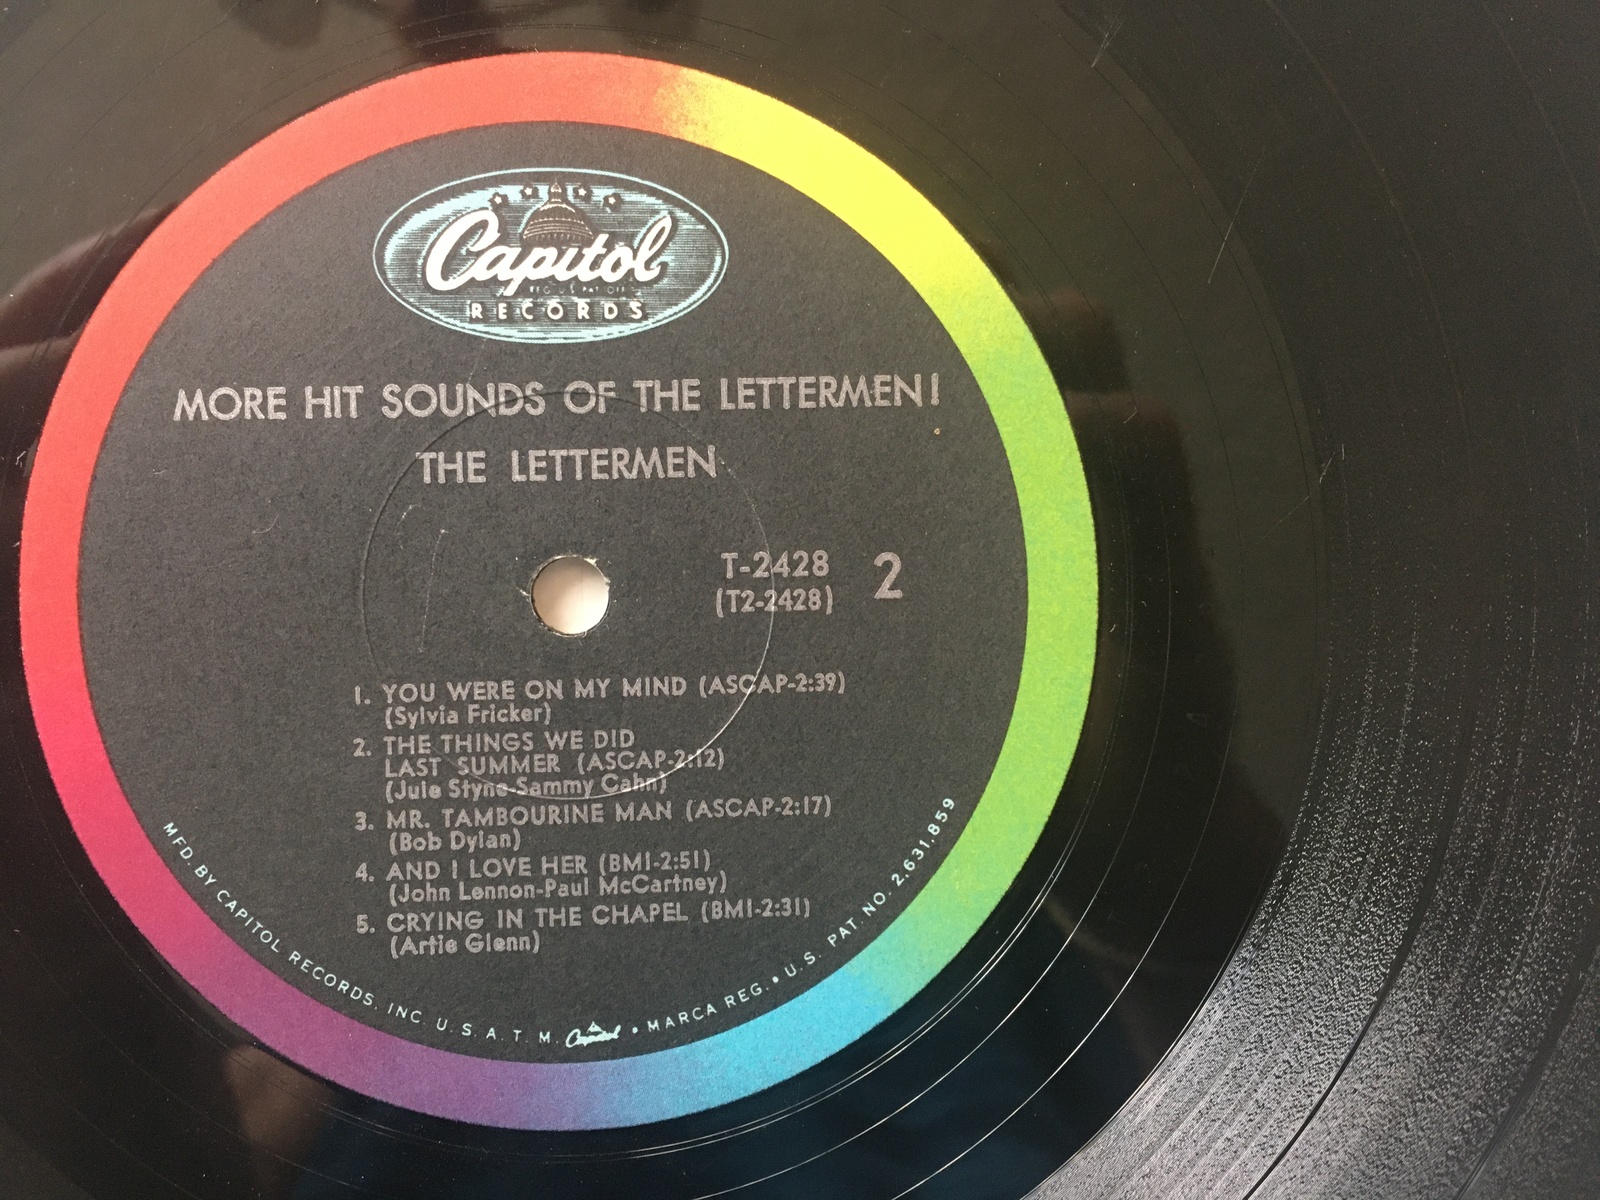 Capitol
REG. U.S. PAT. OFF.
RECORDS
MORE HIT SOUNDS OF THE LETTERMEN!
THE LETTERMEN
T-2428 2
(T2-2428)
1. YOU WERE ON MY MIND (ASCAP-2:39)
(Sylvia Fricker)
2. THE THINGS WE DID
LAST SUMMER (ASCAP-2:12)
(Jule Styne-Sammy Cahn)
3. MR. TAMBOURINE MAN (ASCAP-2:17)
(Bob Dylan)
4. AND I LOVE HER (BMI-2:51)
(John Lennon-Paul McCartney)
5. CRYING IN THE CHAPEL (BMI-2:31)
(Artie Glenn)
MFD. BY CAPITOL RECORDS, INC. U. S. A. T. M. Capitol • MARCA REG. • U.S. PAT. NO. 2,631,859